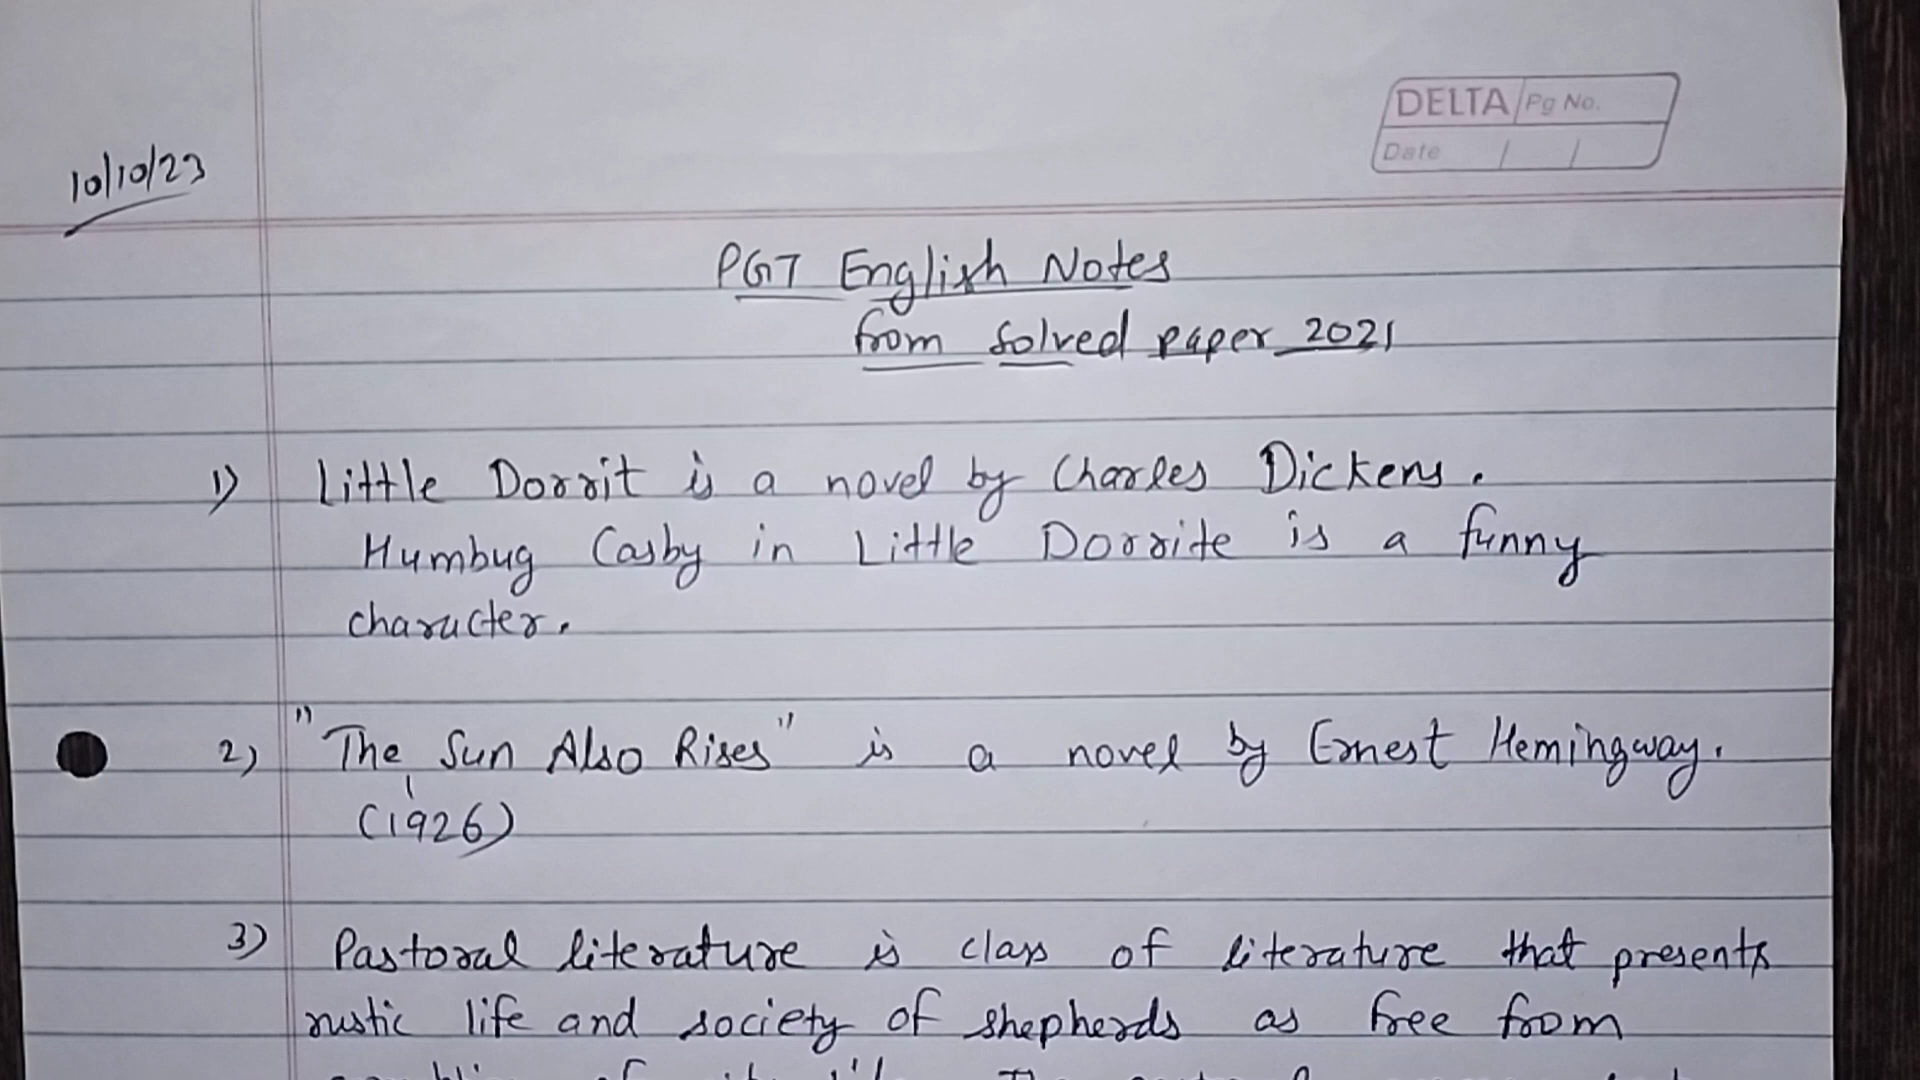 DELTA Pg No.
Date / /
10/10/23
PGT English Notes
from solved paper 2021
1) Little Dorrit is a novel by Charles Dickens.
Humbug Casby in Little Dorrite is a funny
character.
2) "The Sun Also Rises" is a novel by Ernest Hemingway.
(1926)
3) Pastoral literature is class of literature that presents
rustic life and society of shepherds as free from